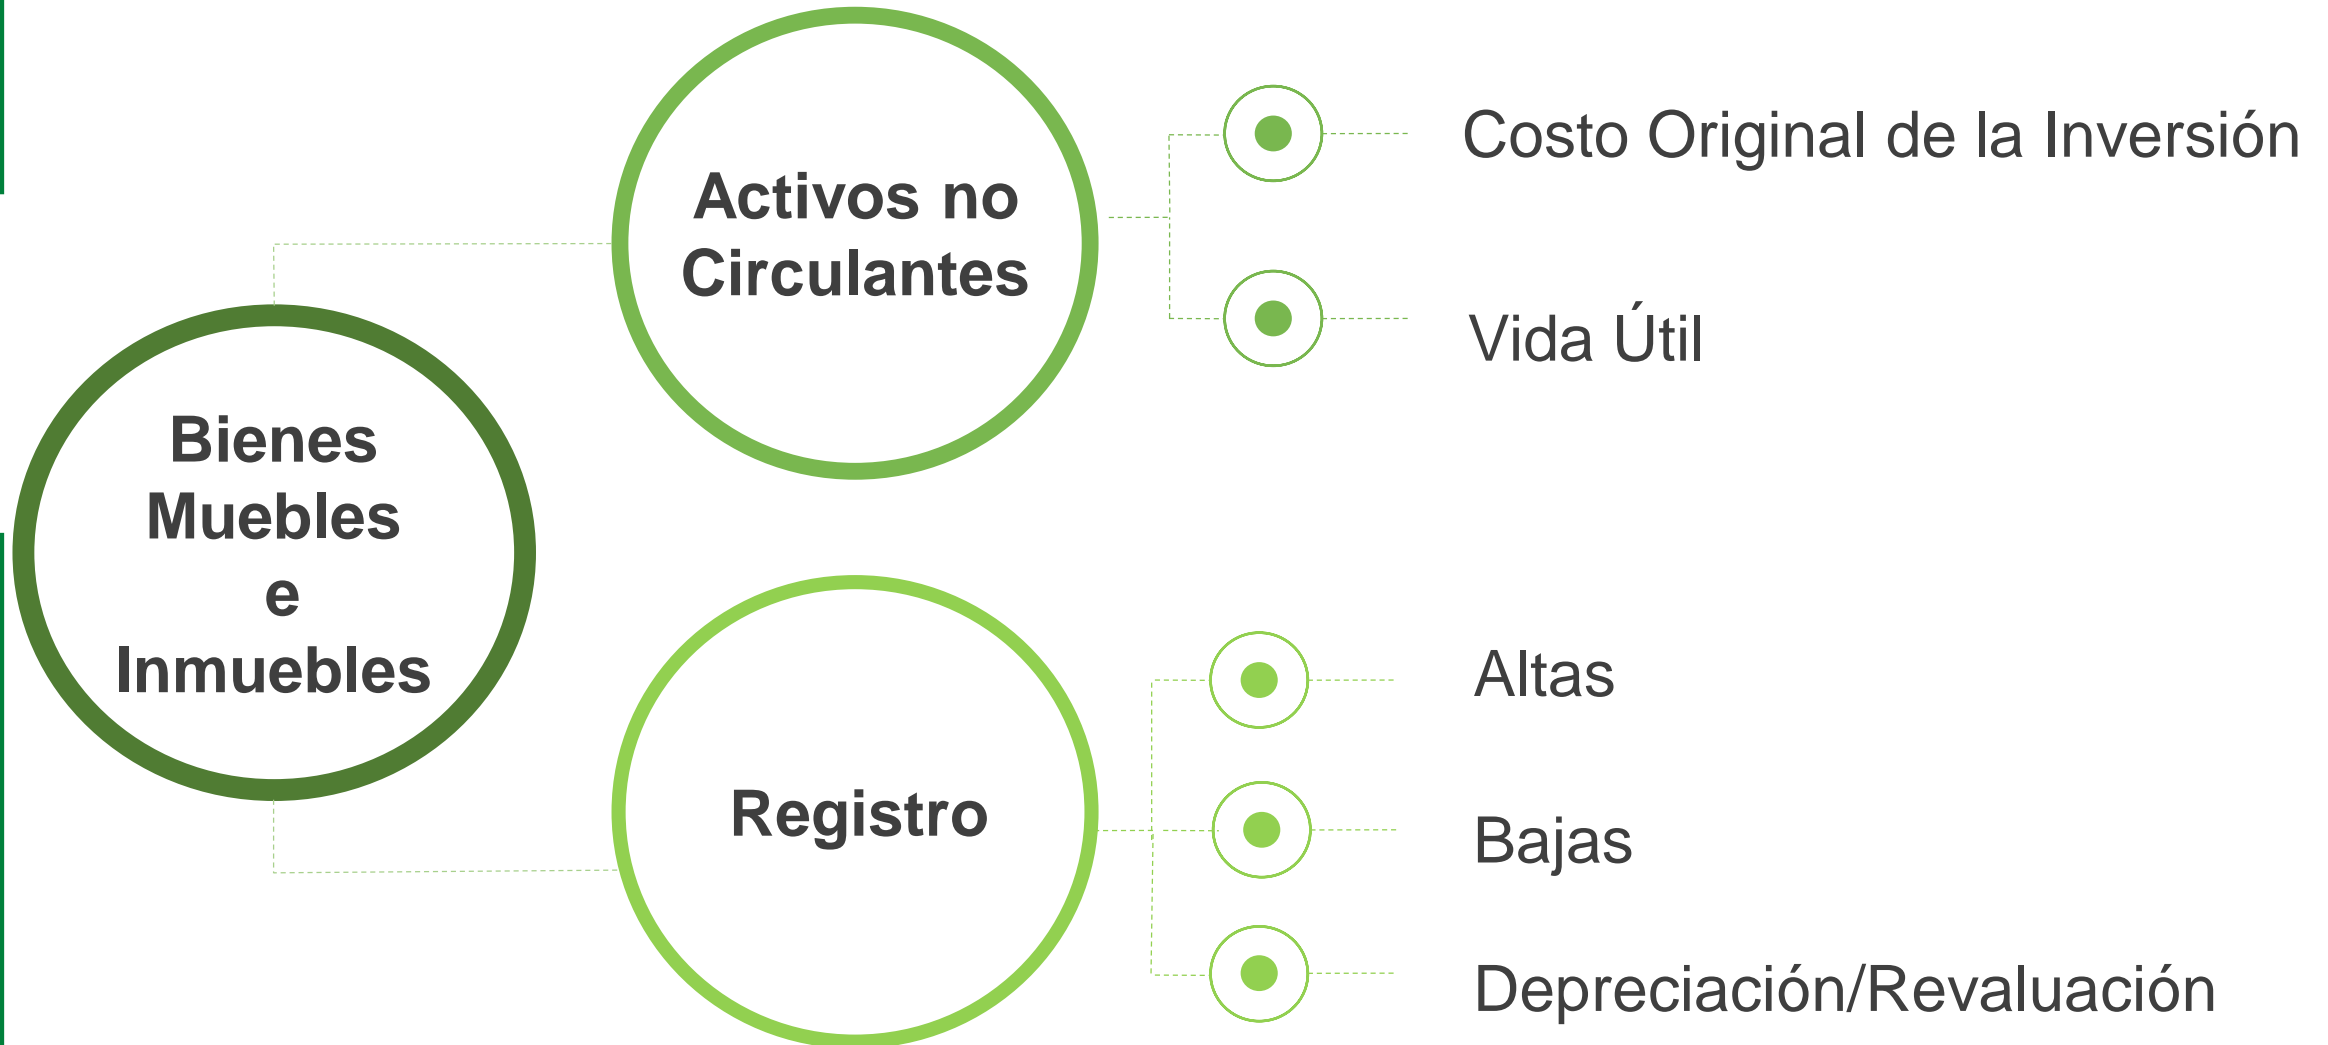 Bienes
Muebles
e
Inmuebles
Activos no
Circulantes
Costo Original de la Inversión
Vida Útil
Registro
Altas
Bajas
Depreciación/Revaluación